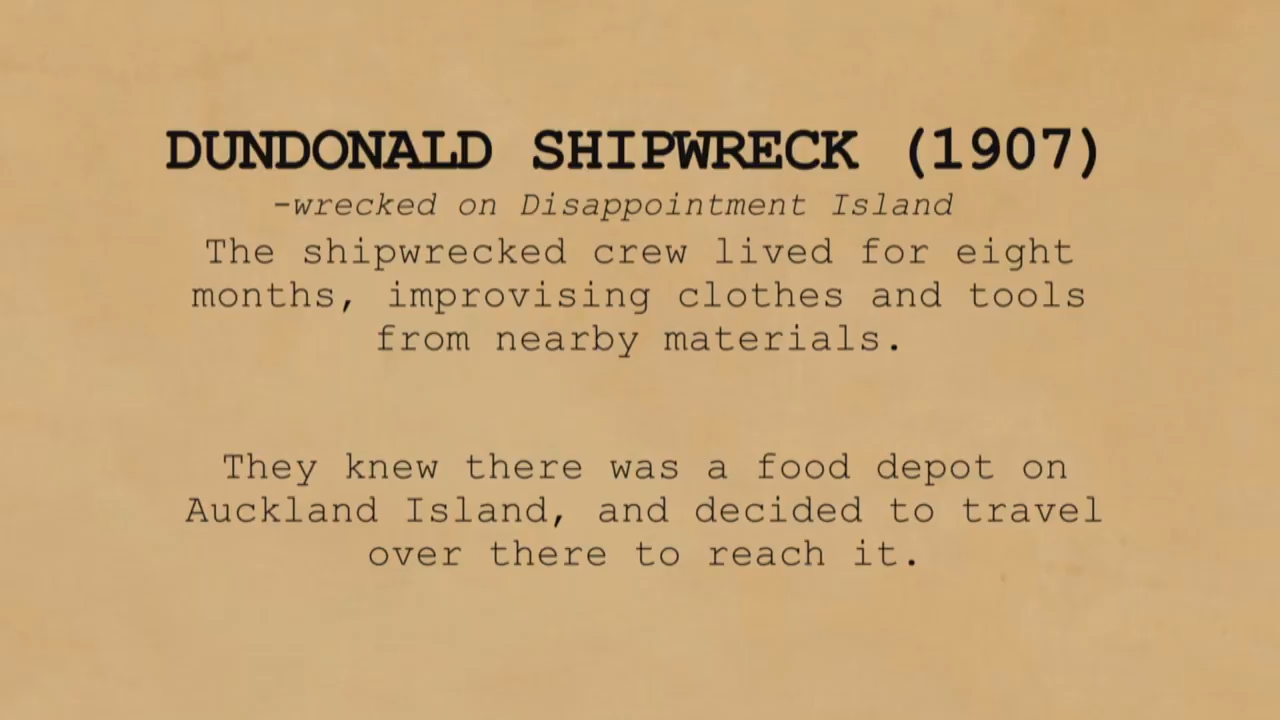 DUNDONALD SHIPWRECK (1907)
-wrecked on Disappointment Island
The shipwrecked crew lived for eight
months, improvising clothes and tools
from nearby materials.
They knew there was a food depot on
Auckland Island, and decided to travel
over there to reach it.